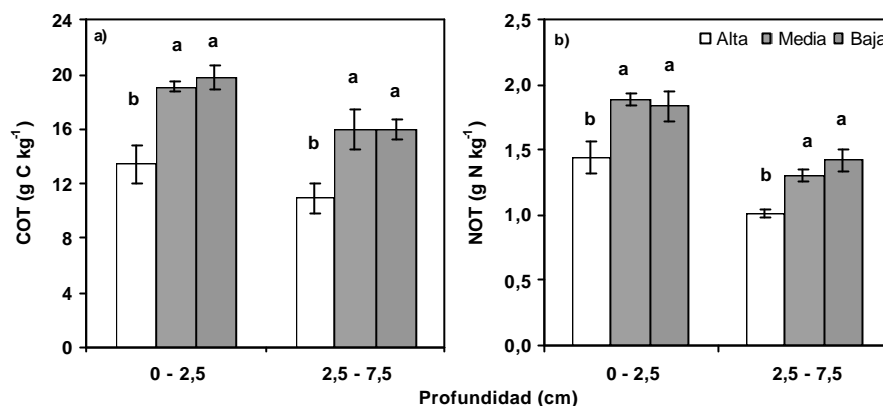 a)
COT (g C kg-1)
24
20
16
12
8
4
0
b
a
a
b
a
a
0 - 2,5
2,5 - 7,5
b)
Alta Media Baja
NOT (g N kg-1)
2,5
2,0
1,5
1,0
0,5
0,0
b
a
a
b
a
a
0 - 2,5
2,5 - 7,5
Profundidad (cm)